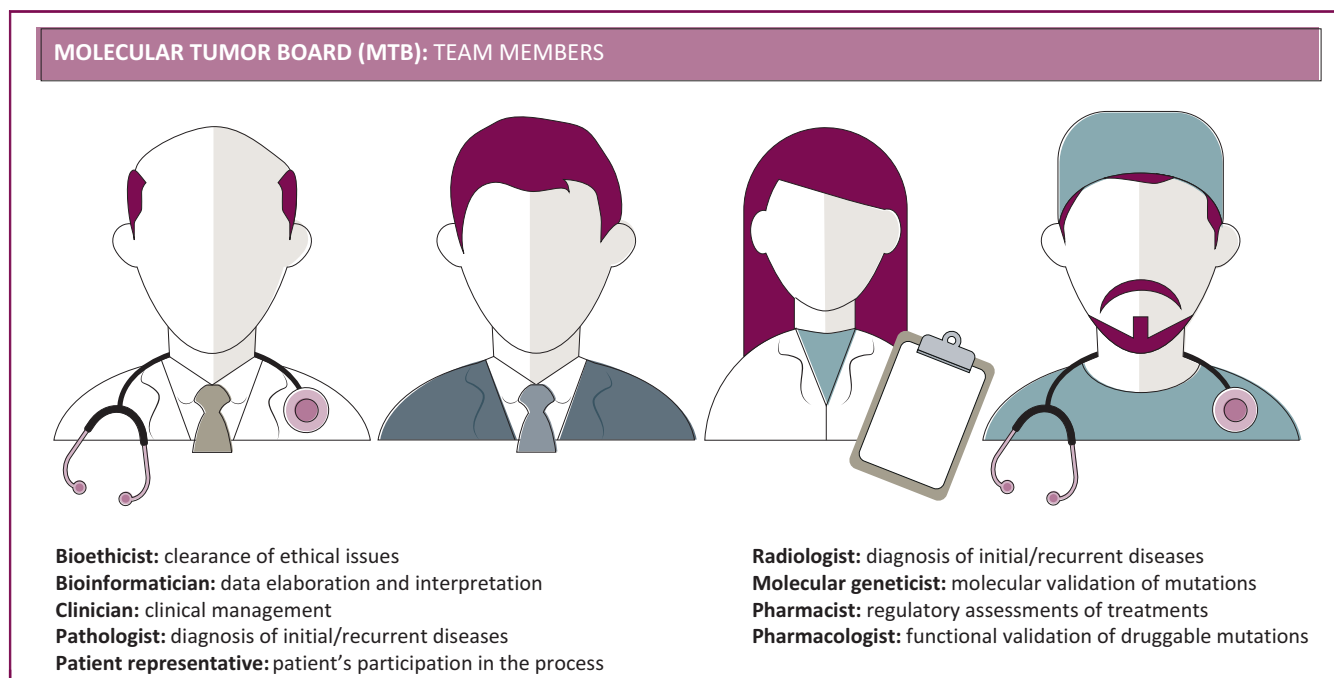 MOLECULAR TUMOR BOARD (MTB): TEAM MEMBERS
Bioethicist: clearance of ethical issues
Bioinformatician: data elaboration and interpretation
Clinician: clinical management
Pathologist: diagnosis of initial/recurrent diseases
Patient representative: patient’s participation in the process
Radiologist: diagnosis of initial/recurrent diseases
Molecular geneticist: molecular validation of mutations
Pharmacist: regulatory assessments of treatments
Pharmacologist: functional validation of druggable mutations